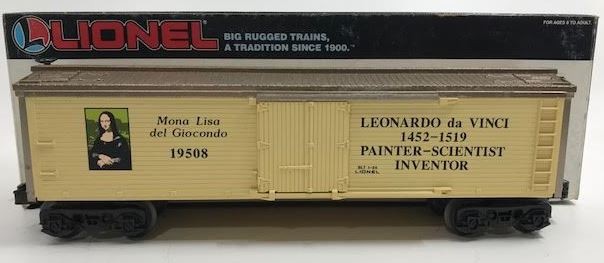 LIONEL
BIG RUGGED TRAINS,
A TRADITION SINCE 1900.™
FOR AGES 8 TO ADULT.
Mona Lisa
del Giocondo
19508
LEONARDO da VINCI
1452-1519
PAINTER-SCIENTIST
INVENTOR
LIONEL